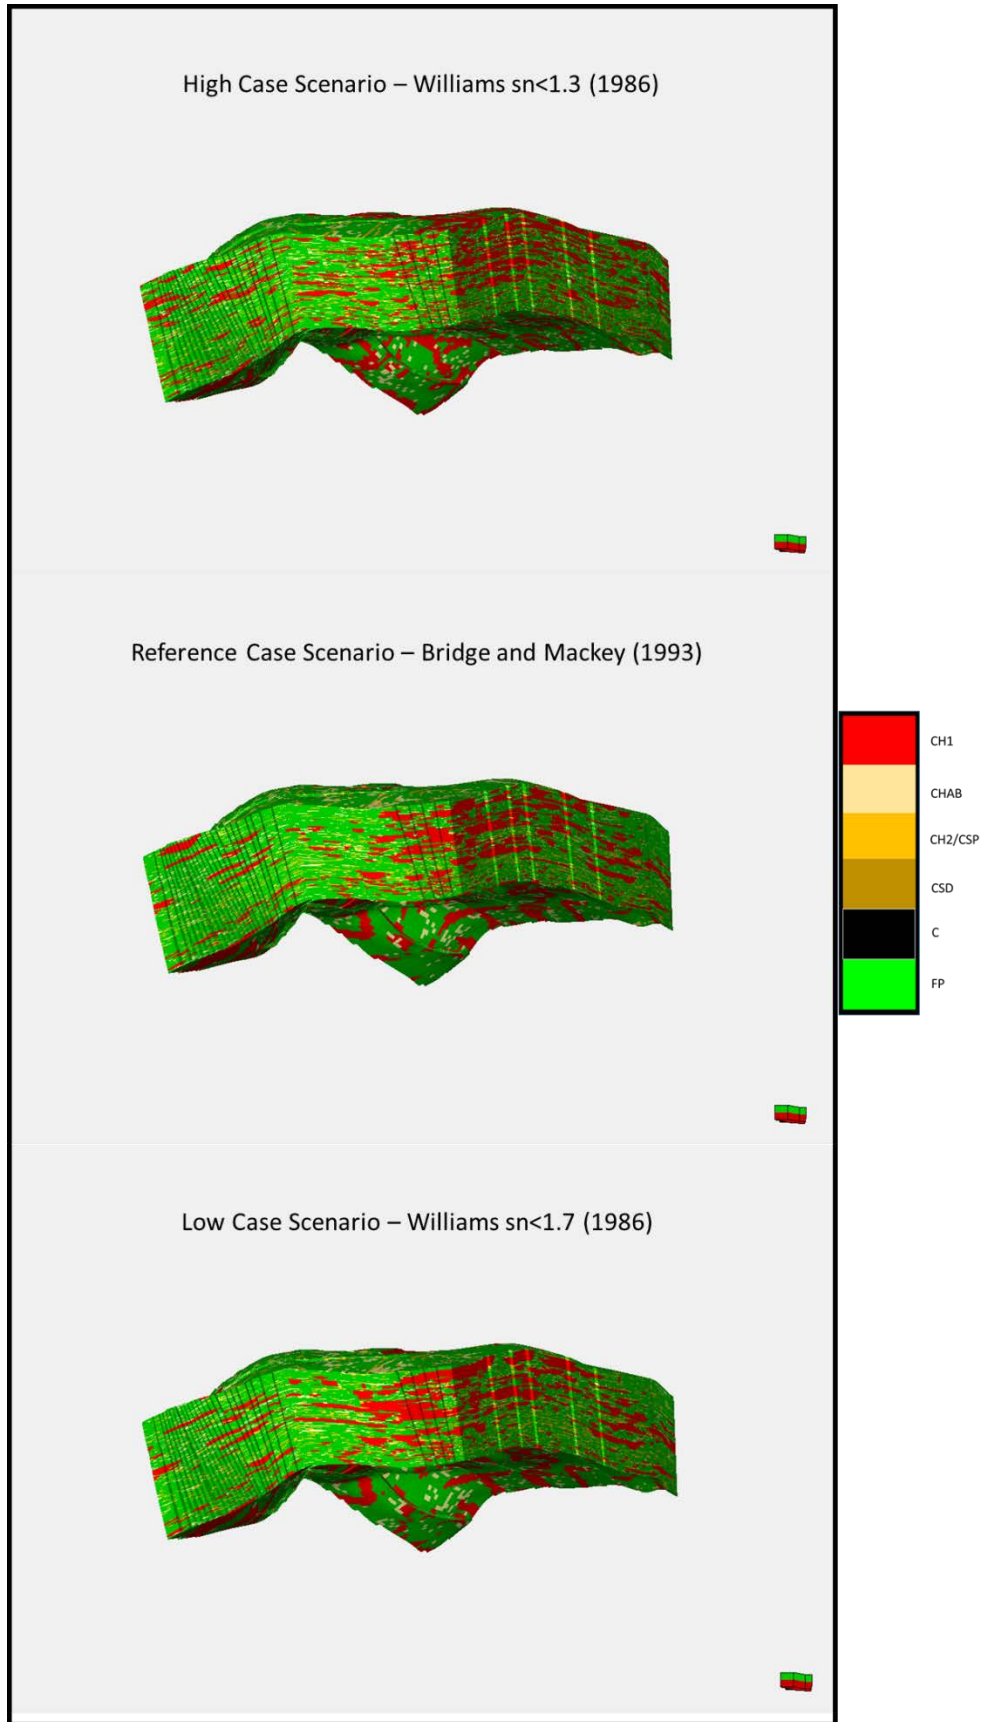 High Case Scenario – Williams sn<1.3 (1986)
Reference Case Scenario – Bridge and Mackey (1993)
CH1
CHAB
CH2/CSP
CSD
C
FP
Low Case Scenario – Williams sn<1.7 (1986)